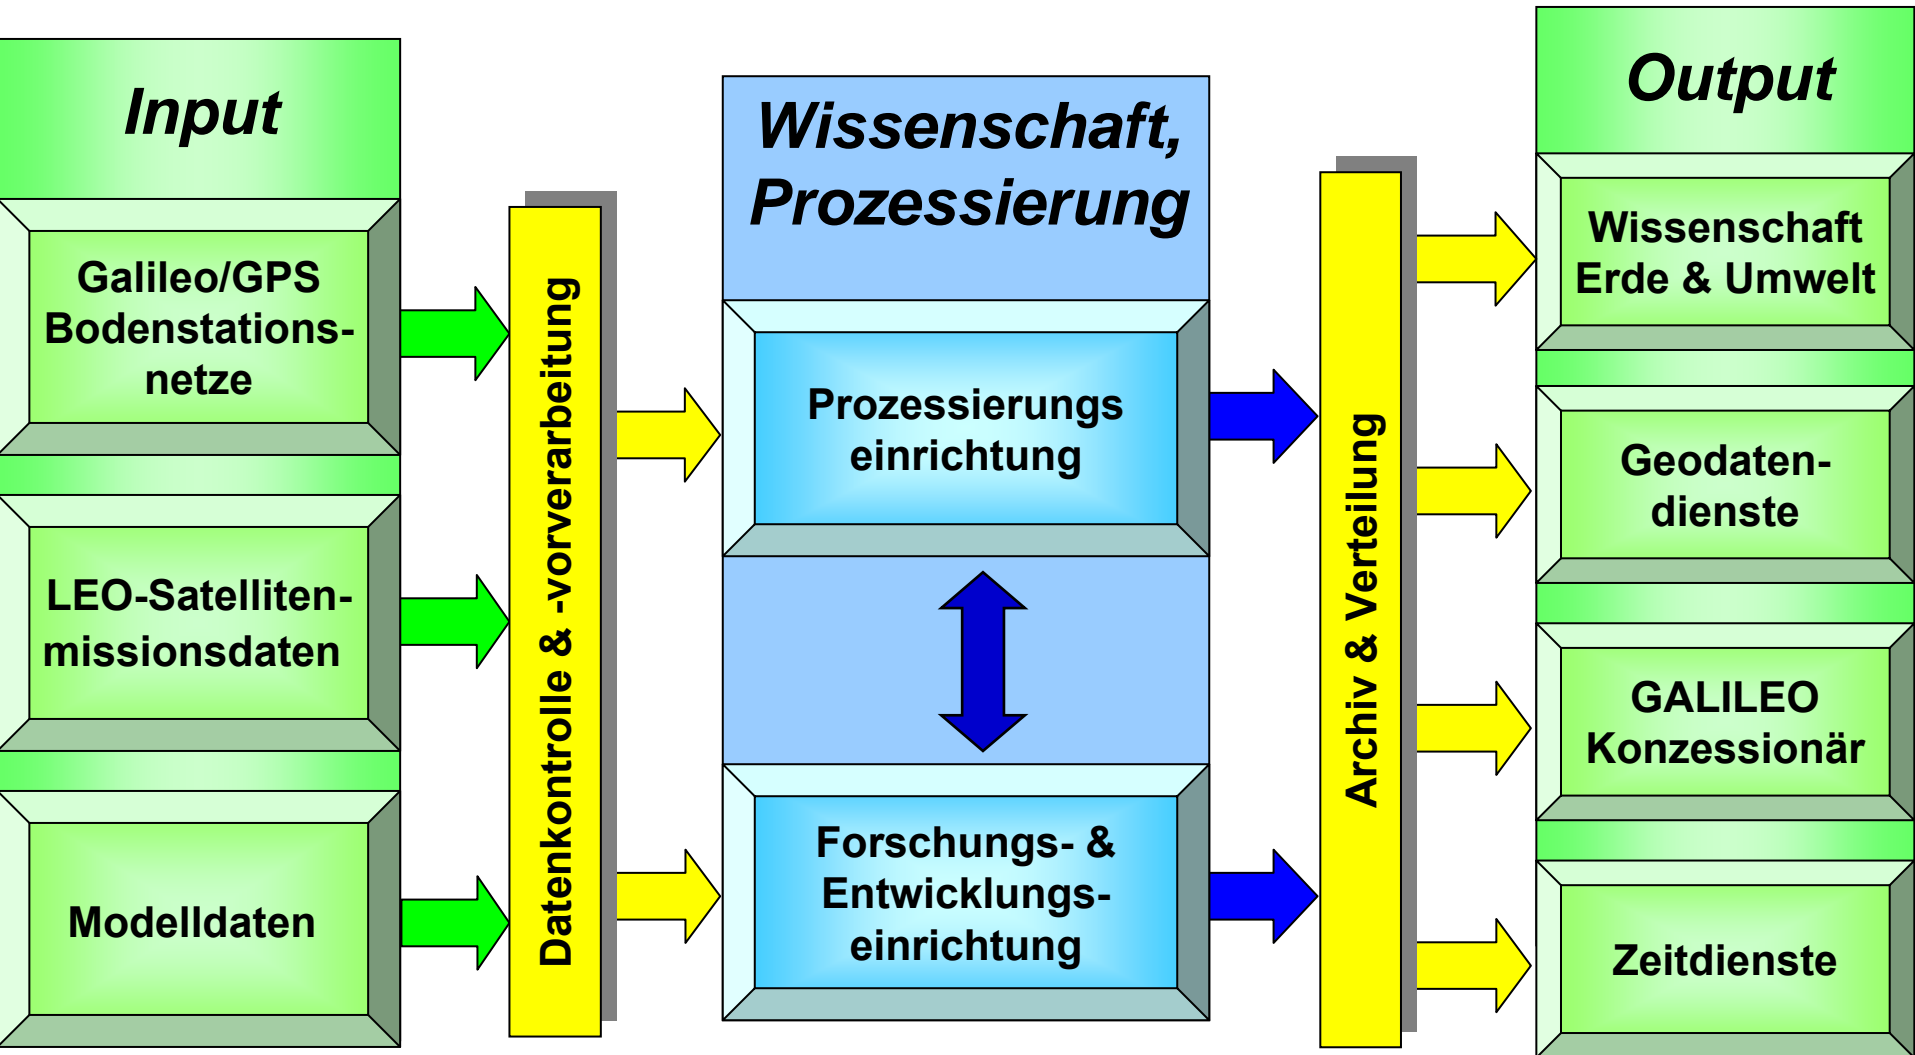 Input
Galileo/GPS
Bodenstations-
netze
LEO-Satelliten-
missionsdaten
Modelldaten
Datenkontrolle & -vorverarbeitung
Wissenschaft,
Prozessierung
Prozessierungs
einrichtung
Forschungs- &
Entwicklungs-
einrichtung
Archiv & Verteilung
Output
Wissenschaft
Erde & Umwelt
Geodaten-
dienste
GALILEO
Konzessionär
Zeitdienste